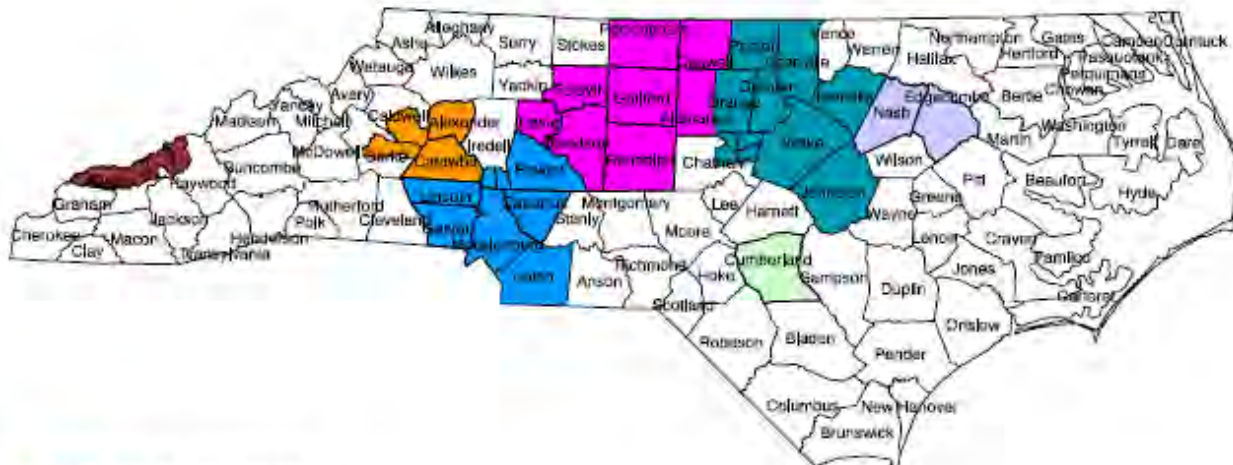 Alleghany
Ashe
Surry
Stokes
Rockingham
Caswell
Person
Granville
Vance
Warren
Northampton
Gates
Camden
Currituck
Hertford
Halifax
Pasquotank
Perquimans
Chowan
Watauga
Wilkes
Yadkin
Forsyth
Guilford
Alamance
Orange
Durham
Franklin
Nash
Edgecombe
Bertie
Avery
Mitchell
Yancey
Madison
Caldwell
Alexander
Iredell
Davie
Davidson
Randolph
Chatham
Wake
Wilson
Martin
Washington
Tyrrell
Dare
Buncombe
McDowell
Burke
Catawba
Rowan
Johnston
Greene
Pitt
Beaufort
Hyde
Haywood
Graham
Jackson
Rutherford
Polk
Cleveland
Lincoln
Cabarrus
Stanly
Montgomery
Lee
Harnett
Wayne
Lenoir
Craven
Pamlico
Cherokee
Clay
Macon
Transylvania
Henderson
Gaston
Mecklenburg
Union
Anson
Richmond
Moore
Hoke
Cumberland
Sampson
Duplin
Jones
Carteret
Scotland
Robeson
Bladen
Onslow
Pender
Columbus
New Hanover
Brunswick